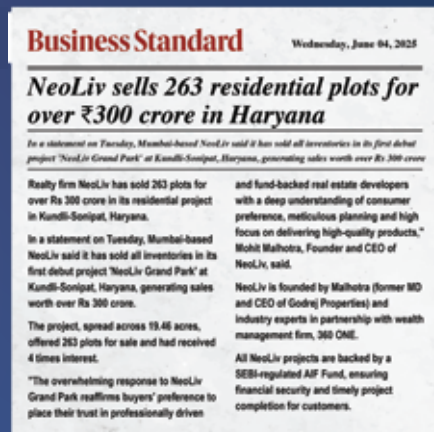 Business Standard
Wednesday, June 04, 2025
NeoLiv sells 263 residential plots for
over ₹300 crore in Haryana
In a statement on Tuesday, Mumbai-based NeoLiv said it has sold all inventories in its first debut
project 'NeoLiv Grand Park' at Kundli-Sonipat, Haryana, generating sales worth over Rs 300 crore
Realty firm NeoLiv has sold 263 plots for
over Rs 300 crore in its residential project
in Kundli-Sonipat, Haryana.
In a statement on Tuesday, Mumbai-based
NeoLiv said it has sold all inventories in its
first debut project 'NeoLiv Grand Park' at
Kundli-Sonipat, Haryana, generating sales
worth over Rs 300 crore.
The project, spread across 19.46 acres,
offered 263 plots for sale and had received
4 times interest.
"The overwhelming response to NeoLiv
Grand Park reaffirms buyers' preference to
place their trust in professionally driven
and fund-backed real estate developers
with a deep understanding of consumer
preference, meticulous planning and high
focus on delivering high-quality products,"
Mohit Malhotra, Founder and CEO of
NeoLiv, said.
NeoLiv is founded by Malhotra (former MD
and CEO of Godrej Properties) and
industry experts in partnership with wealth
management firm, 360 ONE.
All NeoLiv projects are backed by a
SEBI-regulated AIF Fund, ensuring
financial security and timely project
completion for customers.